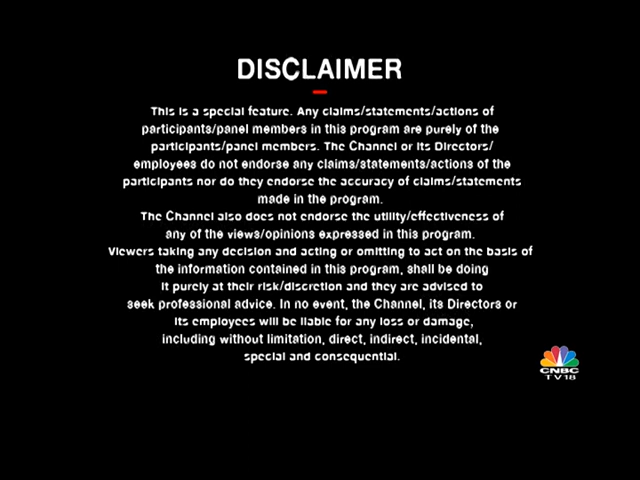 DISCLAIMER
This is a special feature. Any claims/statements/actions of
participants/panel members in this program are purely of the
participants/panel members. The Channel or its Directors/
employees do not endorse any claims/statements/actions of the
participants nor do they endorse the accuracy of claims/statements
made in the program.
The Channel also does not endorse the utility/effectiveness of
any of the views/opinions expressed in this program.
Viewers taking any decision and acting or omitting to act on the basis of
the information contained in this program, shall be doing
it purely at their risk/discretion and they are advised to
seek professional advice. In no event, the Channel, its Directors or
its employees will be liable for any loss or damage,
including without limitation, direct, indirect, incidental,
special and consequential.
CNBC
TV18